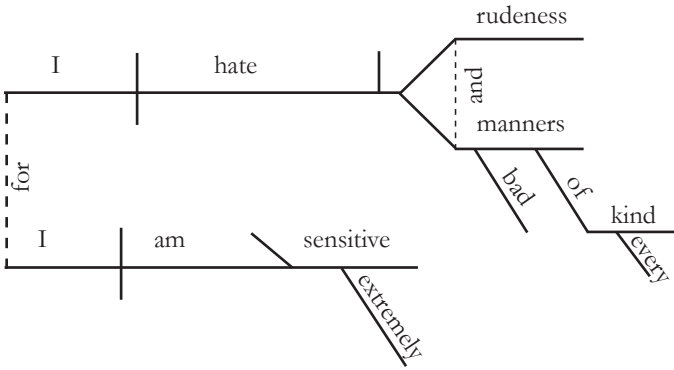 rudeness
I hate
and
manners
for
bad
of
kind
every
I am sensitive
extremely